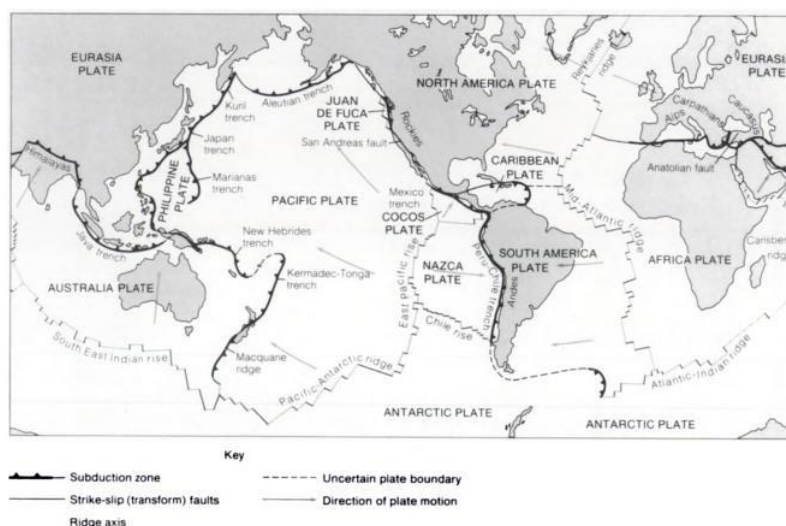 EURASIA
PLATE
Kuril
trench
Aleutian trench
Japan
trench
Marianas
trench
PHILIPPINE
PLATE
Himalayas
Java trench
New Hebrides
trench
Kermadec-Tonga
trench
AUSTRALIA PLATE
South East Indian rise
Macquarie
ridge
Pacific-Antarctic ridge
PACIFIC PLATE
JUAN
DE FUCA
PLATE
San Andreas fault
Rockies
NORTH AMERICA PLATE
Reykjanes
ridge
EURASIA
PLATE
Carpathians
Alps
Caucasus
Anatolian fault
CARIBBEAN
PLATE
Mexico
trench
COCOS
PLATE
Mid-Atlantic ridge
East Pacific rise
NAZCA
PLATE
Peru-Chile trench
Andes
SOUTH AMERICA
PLATE
Chile rise
AFRICA PLATE
Carlsberg
ridge
Atlantic-Indian ridge
ANTARCTIC PLATE
ANTARCTIC PLATE
Key
Subduction zone
Uncertain plate boundary
Strike-slip (transform) faults
Direction of plate motion
Ridge axis